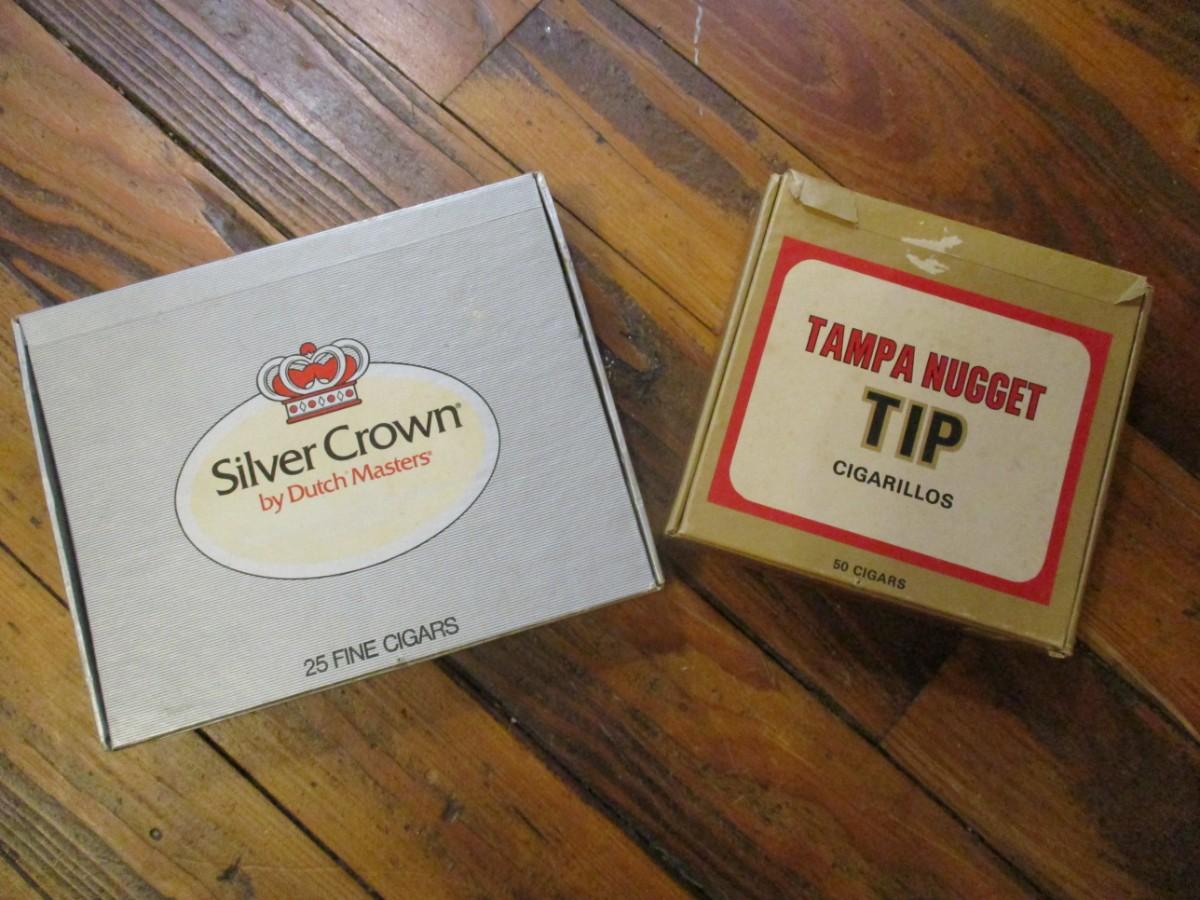 Silver Crown®
by Dutch® Masters®
25 FINE CIGARS
TAMPA NUGGET
TIP
CIGARILLOS
50 CIGARS